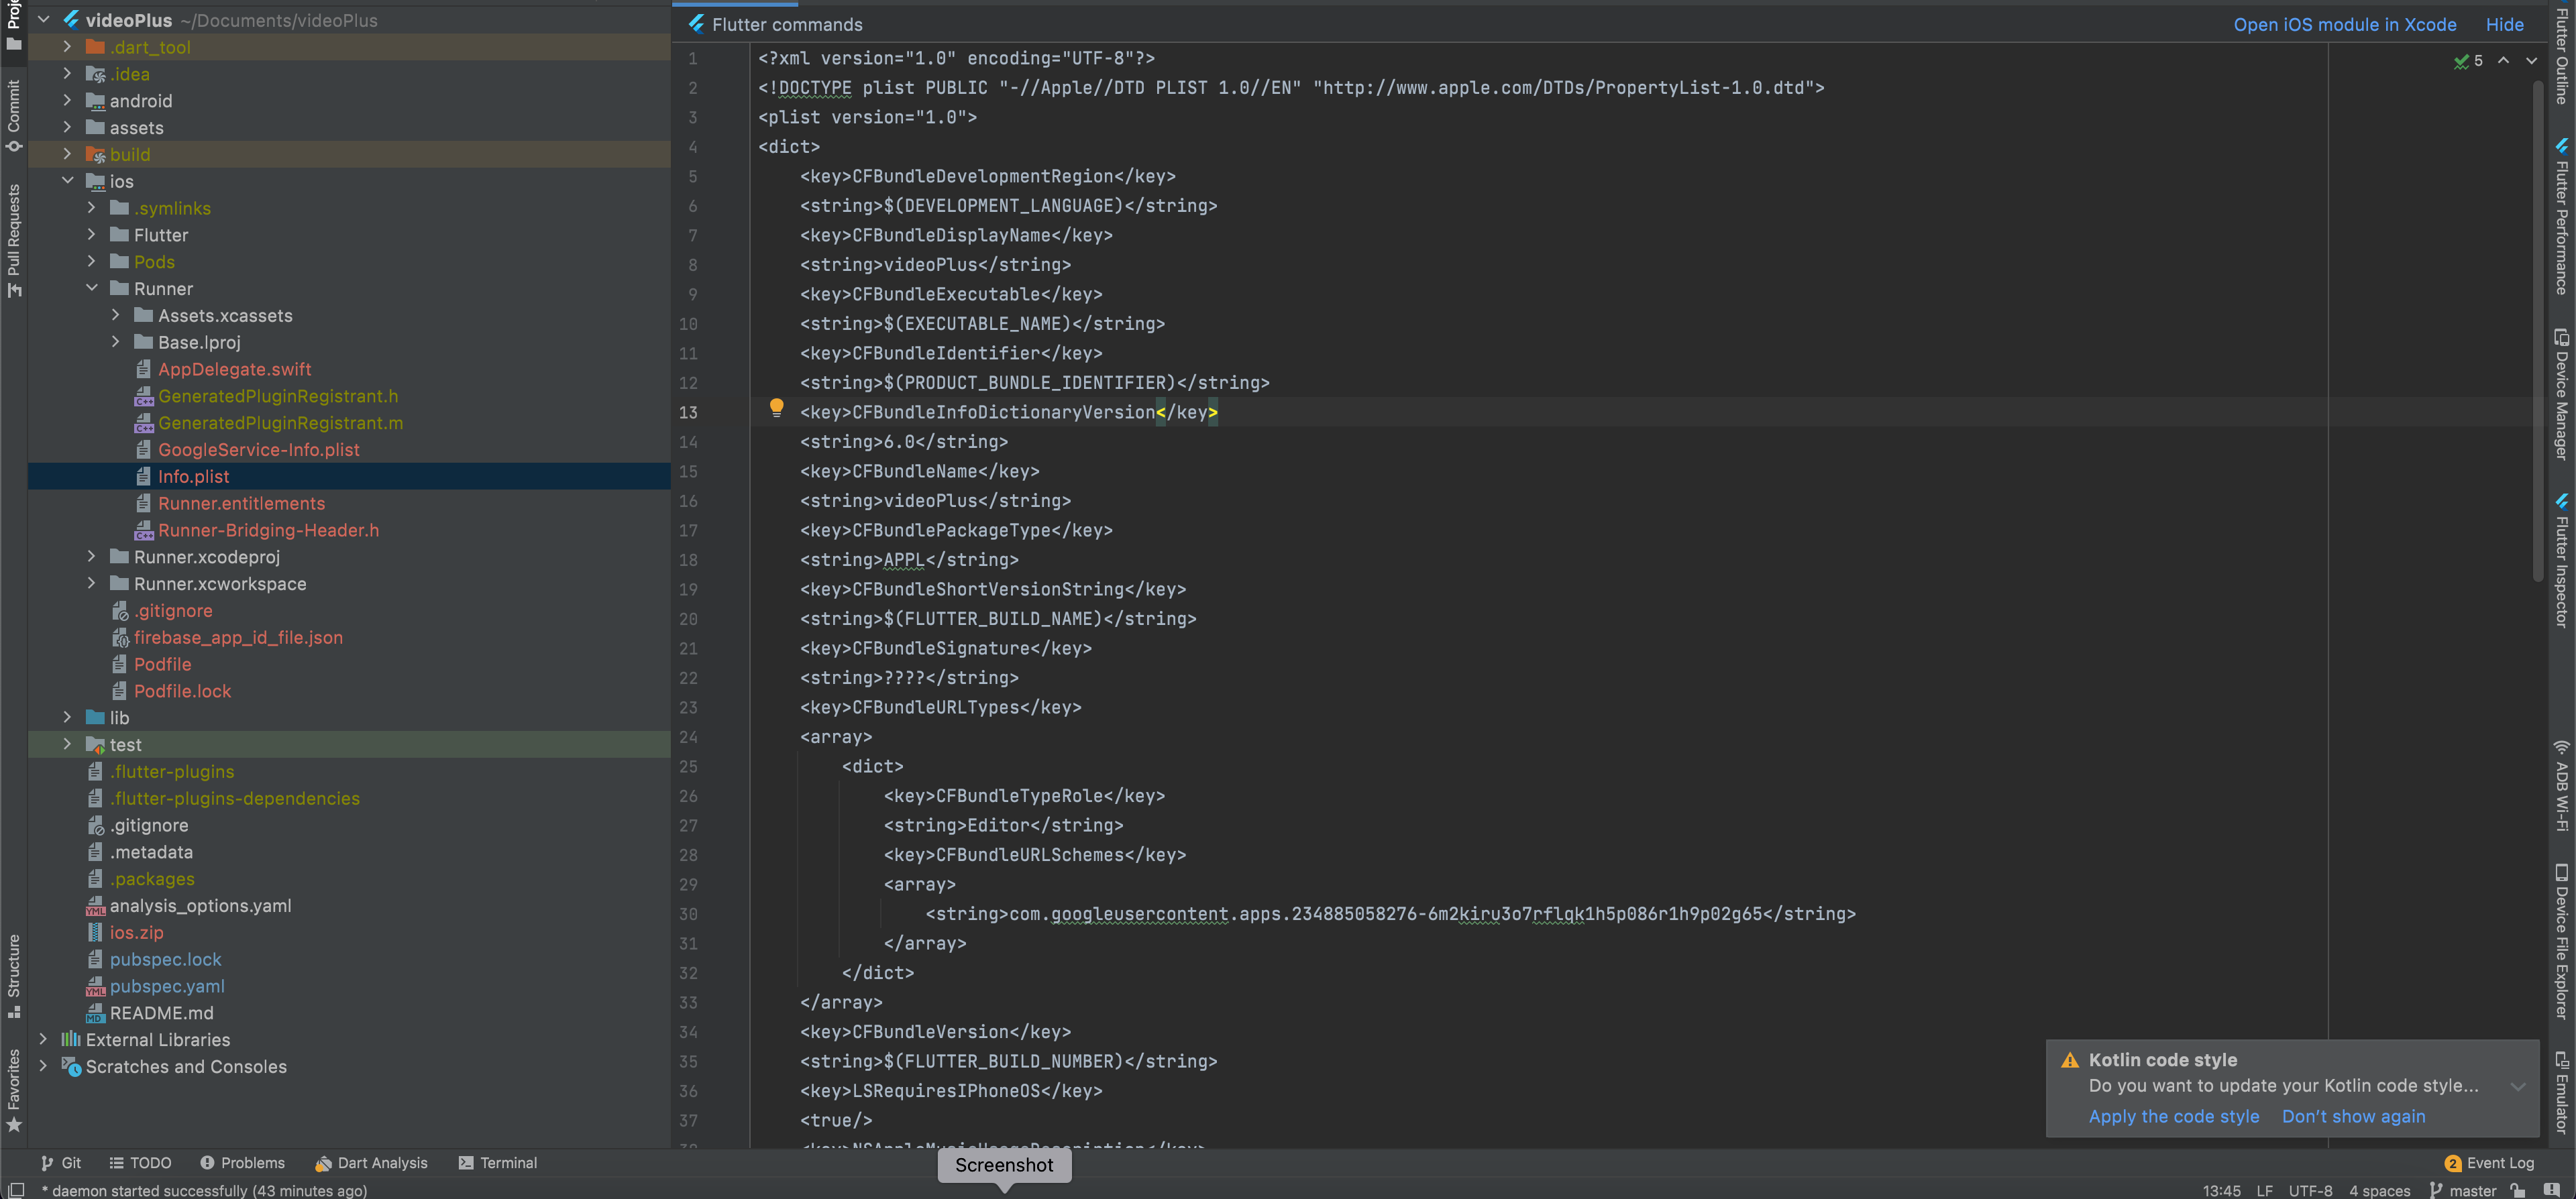 videoPlus ~/Documents/videoPlus
.dart_tool
.idea
android
assets
build
ios
.symlinks
Flutter
Pods
Runner
Assets.xcassets
Base.lproj
AppDelegate.swift
GeneratedPluginRegistrant.h
GeneratedPluginRegistrant.m
GoogleService-Info.plist
Info.plist
Runner.entitlements
Runner-Bridging-Header.h
Runner.xcodeproj
Runner.xcworkspace
.gitignore
firebase_app_id_file.json
Podfile
Podfile.lock
lib
test
.flutter-plugins
.flutter-plugins-dependencies
.gitignore
.metadata
.packages
analysis_options.yaml
ios.zip
pubspec.lock
pubspec.yaml
README.md
External Libraries
Scratches and Consoles
Commit
Pull Requests
Structure
Favorites
Flutter commands
Open iOS module in Xcode Hide
5
1 <?xml version="1.0" encoding="UTF-8"?>
2 <!DOCTYPE plist PUBLIC "-//Apple//DTD PLIST 1.0//EN" "http://www.apple.com/DTDs/PropertyList-1.0.dtd">
3 <plist version="1.0">
4 <dict>
5 <key>CFBundleDevelopmentRegion</key>
6 <string>$(DEVELOPMENT_LANGUAGE)</string>
7 <key>CFBundleDisplayName</key>
8 <string>videoPlus</string>
9 <key>CFBundleExecutable</key>
10 <string>$(EXECUTABLE_NAME)</string>
11 <key>CFBundleIdentifier</key>
12 <string>$(PRODUCT_BUNDLE_IDENTIFIER)</string>
13 <key>CFBundleInfoDictionaryVersion</key>
14 <string>6.0</string>
15 <key>CFBundleName</key>
16 <string>videoPlus</string>
17 <key>CFBundlePackageType</key>
18 <string>APPL</string>
19 <key>CFBundleShortVersionString</key>
20 <string>$(FLUTTER_BUILD_NAME)</string>
21 <key>CFBundleSignature</key>
22 <string>????</string>
23 <key>CFBundleURLTypes</key>
24 <array>
25 <dict>
26 <key>CFBundleTypeRole</key>
27 <string>Editor</string>
28 <key>CFBundleURLSchemes</key>
29 <array>
30 <string>com.googleusercontent.apps.234885058276-6m2kiru3o7rflqk1h5p086r1h9p02g65</string>
31 </array>
32 </dict>
33 </array>
34 <key>CFBundleVersion</key>
35 <string>$(FLUTTER_BUILD_NUMBER)</string>
36 <key>LSRequiresIPhoneOS</key>
37 <true/>
Flutter Outline
Flutter Performance
Device Manager
Flutter Inspector
ADB Wi-Fi
Device File Explorer
Emulator
Kotlin code style
Do you want to update your Kotlin code style...
Apply the code style Don't show again
Git TODO Problems Dart Analysis Terminal
Screenshot
2 Event Log
* daemon started successfully (43 minutes ago)
13:45 LF UTF-8 4 spaces master